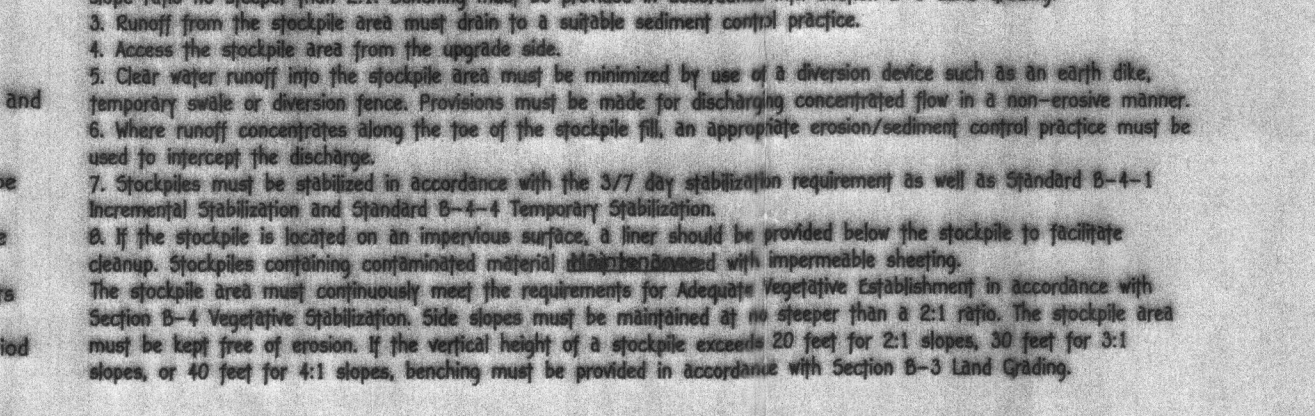 3. Runoff from the stockpile area must drain to a suitable sediment control practice.
4. Access the stockpile area from the upgrade side.
5. Clear water runoff into the stockpile area must be minimized by use of a diversion device such as an earth dike,
and temporary swale or diversion fence. Provisions must be made for discharging concentrated flow in a non-erosive manner.
6. Where runoff concentrates along the toe of the stockpile fill, an appropriate erosion/sediment control practice must be
used to intercept the discharge.
7. Stockpiles must be stabilized in accordance with the 3/7 day stabilization requirement as well as Standard B-4-1
Incremental Stabilization and Standard B-4-4 Temporary Stabilization.
8. If the stockpile is located on an impervious surface, a liner should be provided below the stockpile to facilitate
cleanup. Stockpiles containing contaminated material with impermeable sheeting.
The stockpile area must continuously meet the requirements for Adequate Vegetative Establishment in accordance with
Section B-4 Vegetative Stabilization. Side slopes must be maintained at no steeper than a 2:1 ratio. The stockpile area
must be kept free of erosion. If the vertical height of a stockpile exceeds 20 feet for 2:1 slopes, 30 feet for 3:1
slopes, or 40 feet for 4:1 slopes, benching must be provided in accordance with Section B-3 Land Grading.